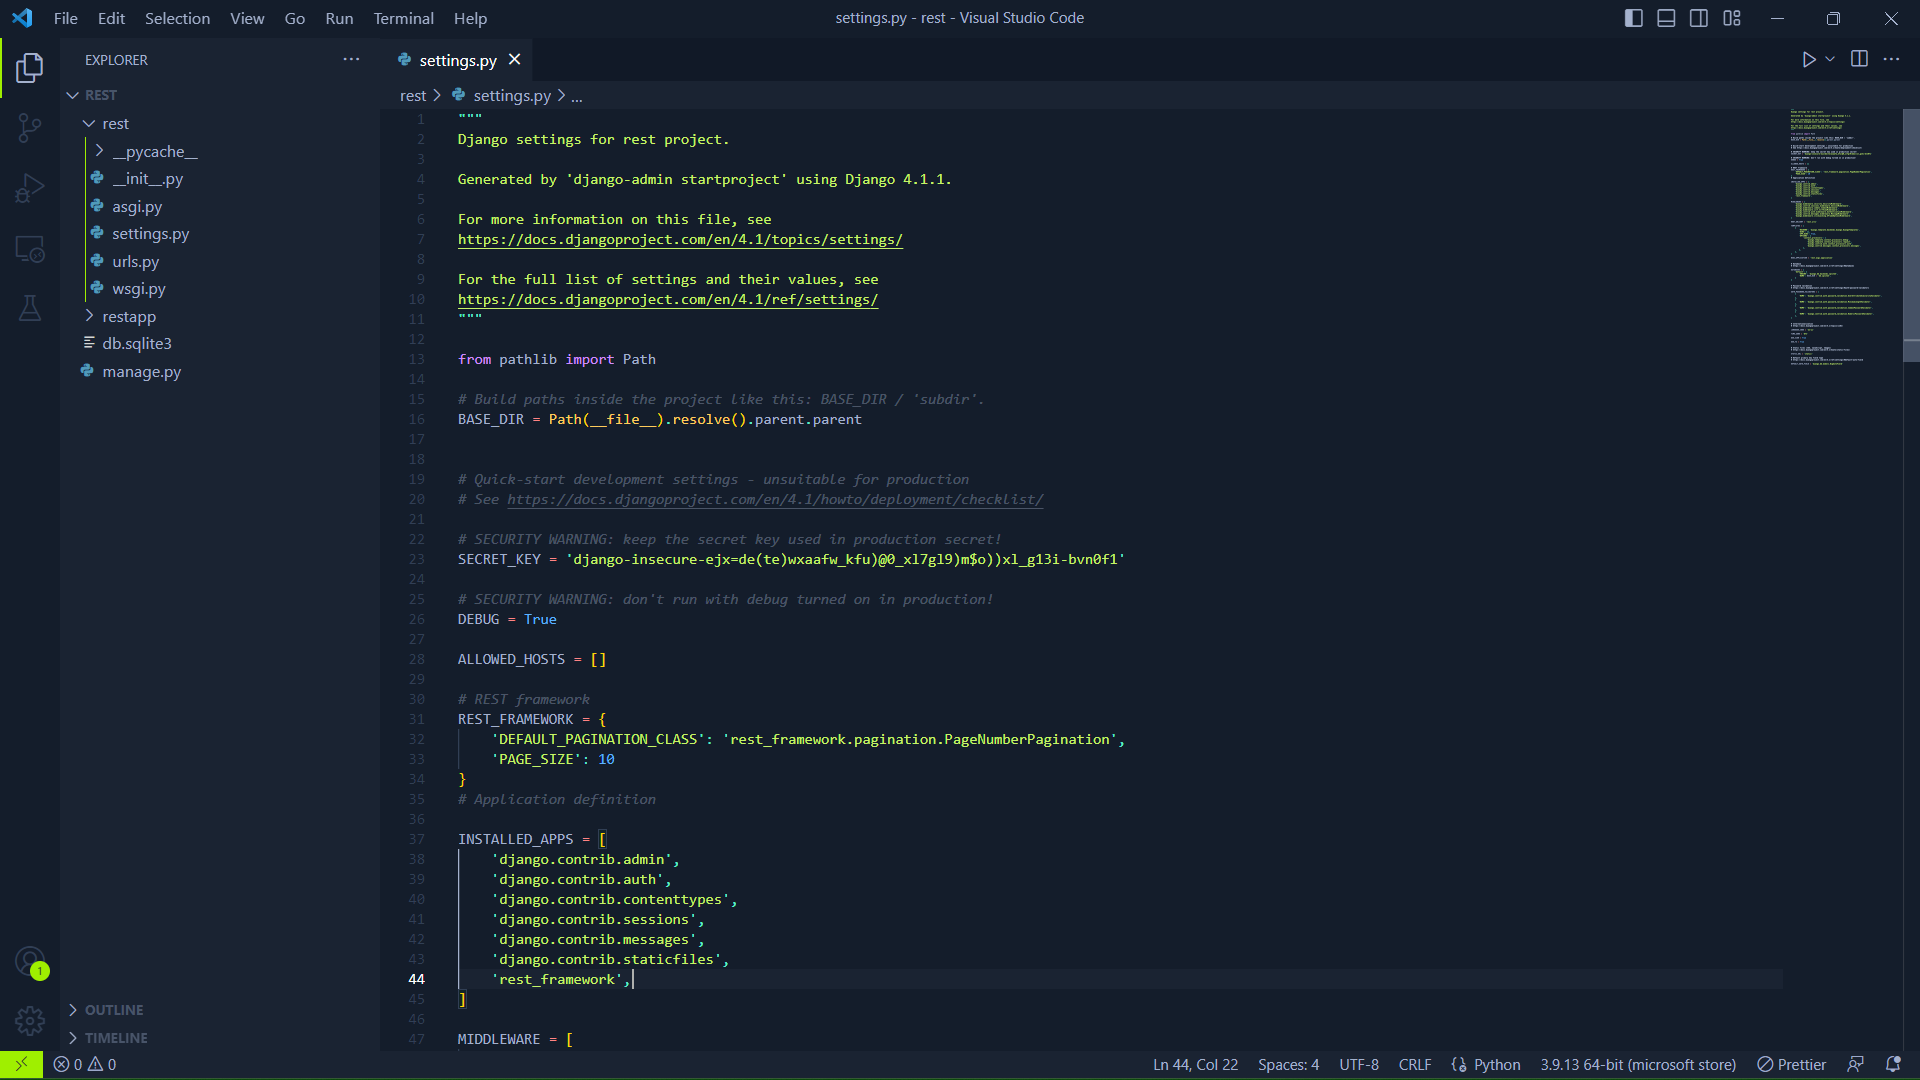 File Edit Selection View Go Run Terminal Help
settings.py - rest - Visual Studio Code
EXPLORER
REST
rest
__pycache__
__init__.py
asgi.py
settings.py
urls.py
wsgi.py
restapp
db.sqlite3
manage.py
OUTLINE
TIMELINE
1
settings.py
rest > settings.py > ...
1 """
2 Django settings for rest project.
3
4 Generated by 'django-admin startproject' using Django 4.1.1.
5
6 For more information on this file, see
7 https://docs.djangoproject.com/en/4.1/topics/settings/
8
9 For the full list of settings and their values, see
10 https://docs.djangoproject.com/en/4.1/ref/settings/
11 """
12
13 from pathlib import Path
14
15 # Build paths inside the project like this: BASE_DIR / 'subdir'.
16 BASE_DIR = Path(__file__).resolve().parent.parent
17
18
19 # Quick-start development settings - unsuitable for production
20 # See https://docs.djangoproject.com/en/4.1/howto/deployment/checklist/
21
22 # SECURITY WARNING: keep the secret key used in production secret!
23 SECRET_KEY = 'django-insecure-ejx=de(te)wxaafw_kfu)@0_xl7gl9)m$o))xl_g13i-bvn0f1'
24
25 # SECURITY WARNING: don't run with debug turned on in production!
26 DEBUG = True
27
28 ALLOWED_HOSTS = []
29
30 # REST framework
31 REST_FRAMEWORK = {
32     'DEFAULT_PAGINATION_CLASS': 'rest_framework.pagination.PageNumberPagination',
33     'PAGE_SIZE': 10
34 }
35 # Application definition
36
37 INSTALLED_APPS = [
38     'django.contrib.admin',
39     'django.contrib.auth',
40     'django.contrib.contenttypes',
41     'django.contrib.sessions',
42     'django.contrib.messages',
43     'django.contrib.staticfiles',
44     'rest_framework',
45 ]
46
47 MIDDLEWARE = [
0 0
Ln 44, Col 22 Spaces: 4 UTF-8 CRLF Python 3.9.13 64-bit (microsoft store) Prettier